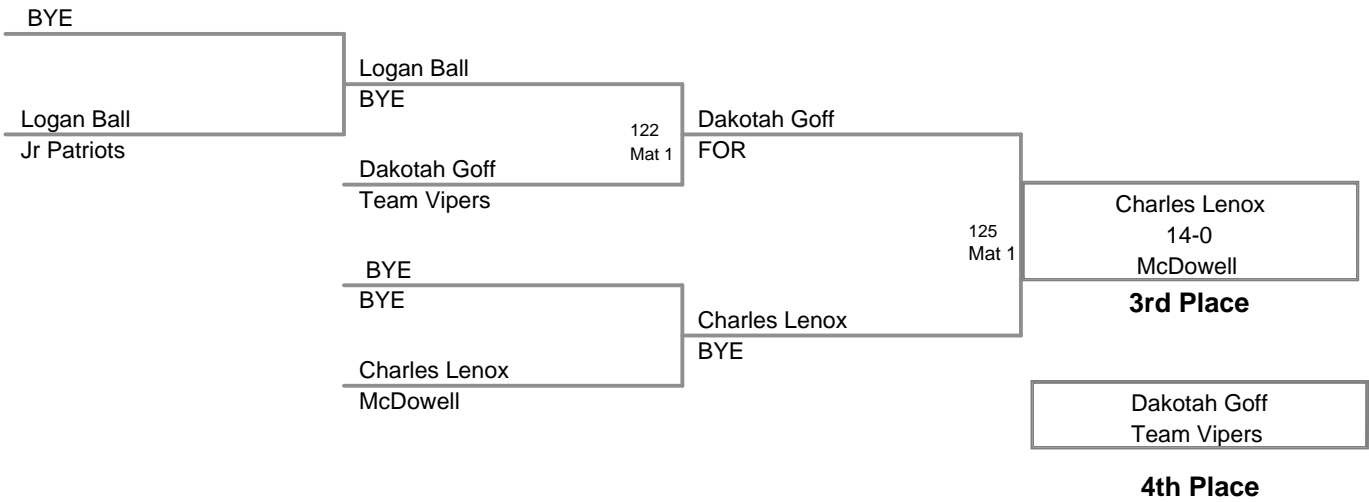 BYE
Logan Ball
BYE
Logan Ball
Jr Patriots
122
Mat 1
Dakotah Goff
FOR
Dakotah Goff
Team Vipers
Charles Lenox
14-0
McDowell
3rd Place
125
Mat 1
BYE
BYE
Charles Lenox
BYE
Charles Lenox
McDowell
Dakotah Goff
Team Vipers
4th Place